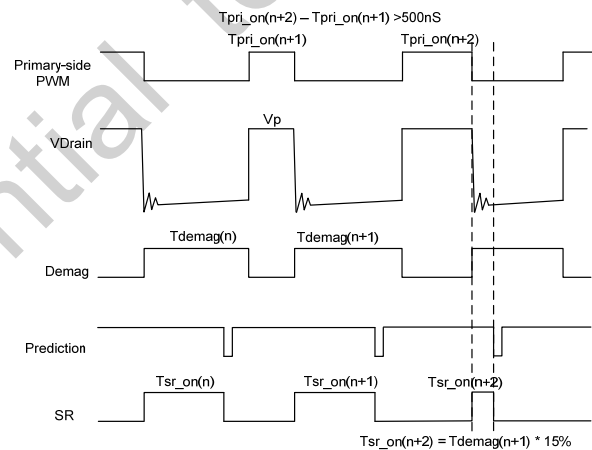 Tpri_on(n+2) – Tpri_on(n+1) >500nS
Tpri_on(n+1)
Tpri_on(n+2)
Primary-side
PWM
Vp
VDrain
Tdemag(n)
Tdemag(n+1)
Demag
Prediction
Tsr_on(n)
Tsr_on(n+1)
Tsr_on(n+2)
SR
Tsr_on(n+2) = Tdemag(n+1) * 15%